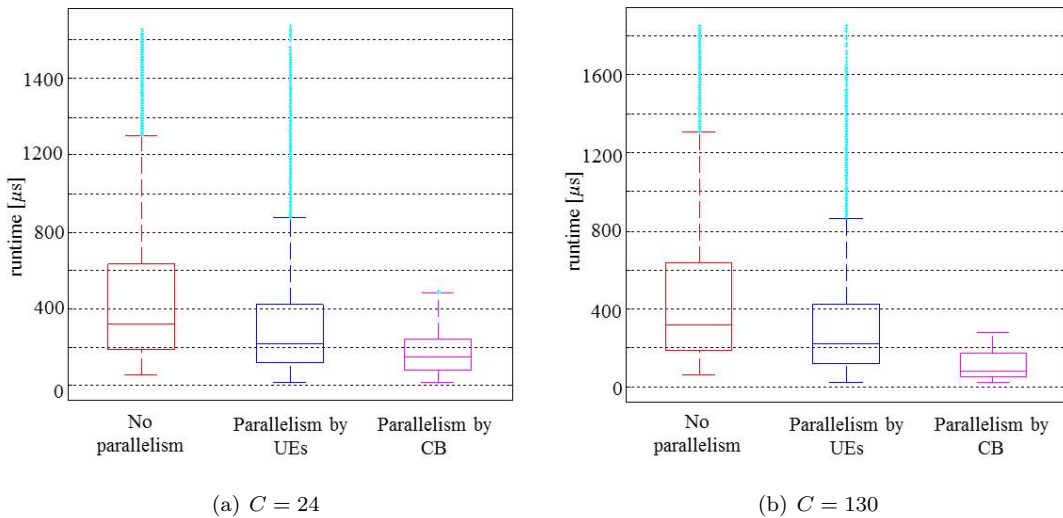 1400
1200
800
400
0
runtime [μs]
No
parallelism
Parallelism by
UEs
Parallelism by
CB
(a) C = 24
1600
1200
800
400
0
runtime [μs]
No
parallelism
Parallelism by
UEs
Parallelism by
CB
(b) C = 130